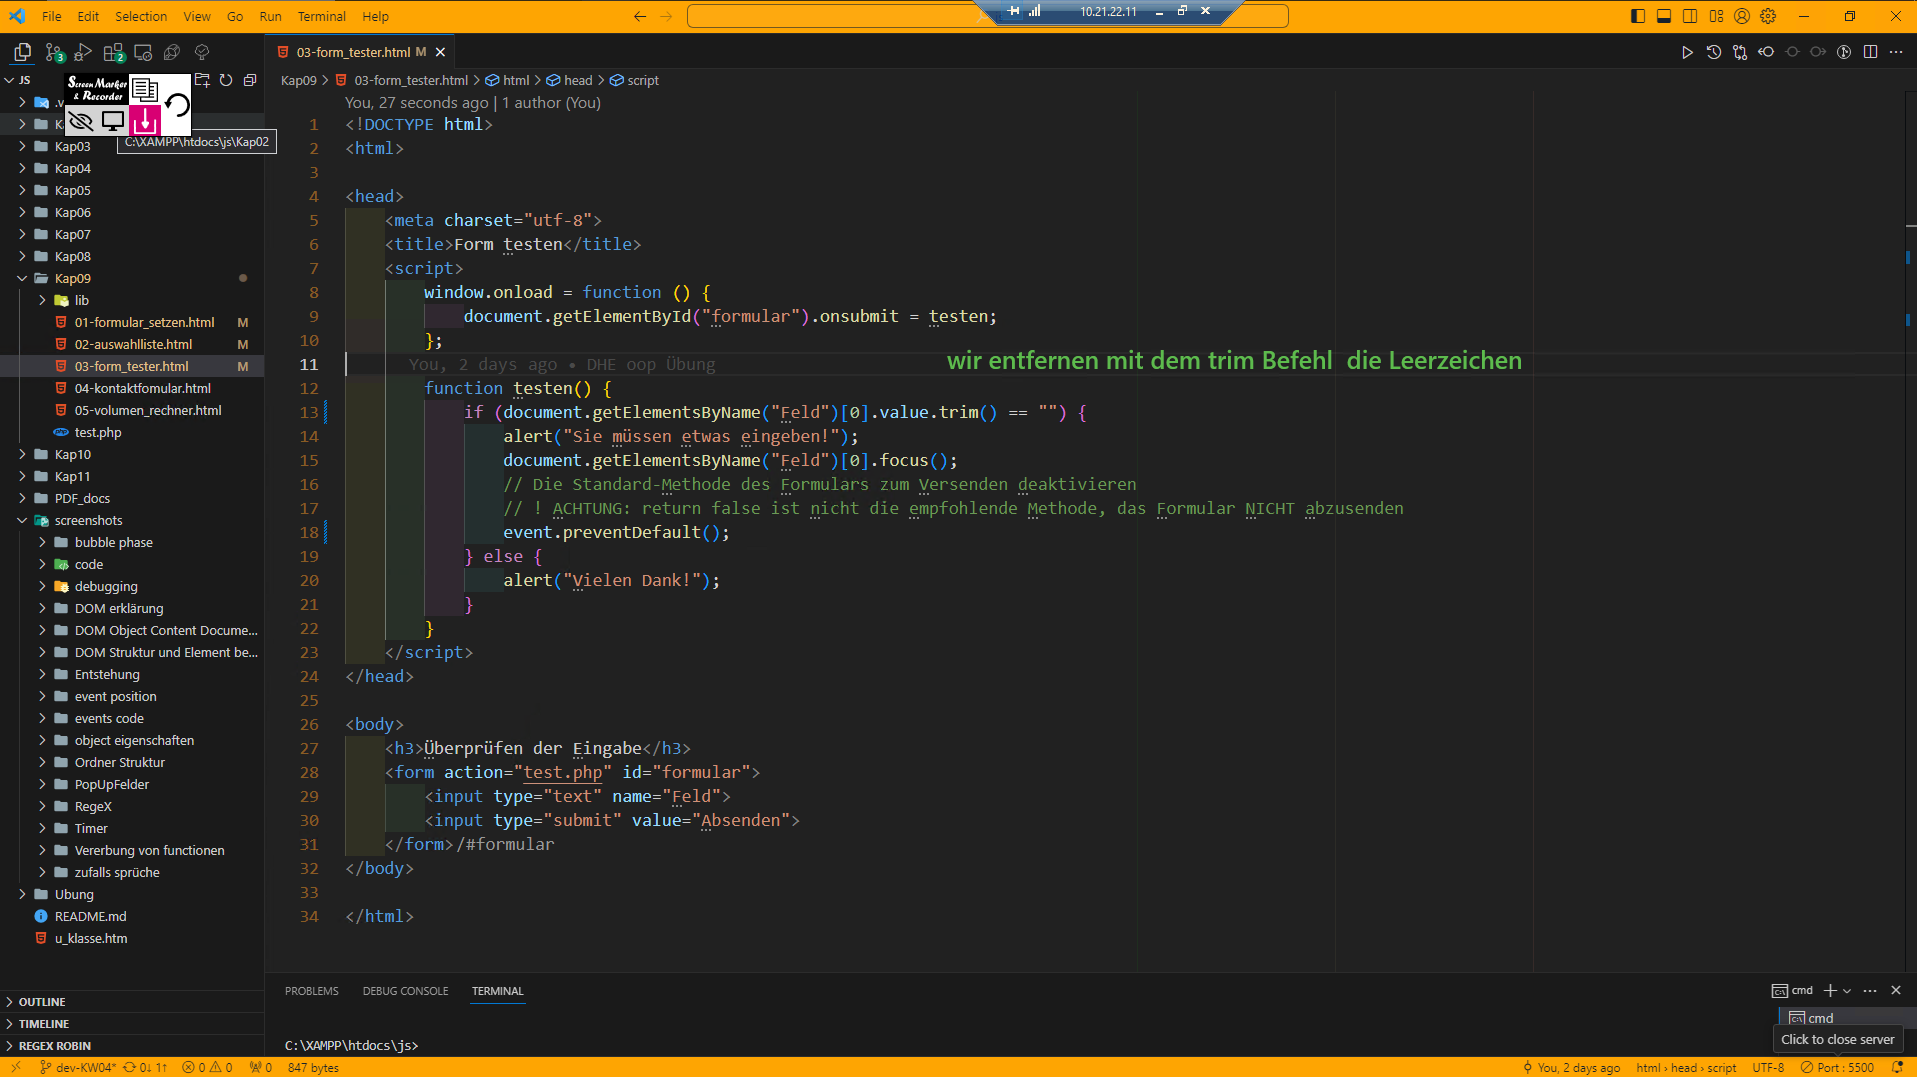 File Edit Selection View Go Run Terminal Help
10.21.22.11
3
2
03-form_tester.html M
JS
Screen Marker
& Recorder
Kap09 > 03-form_tester.html > html > head > script
C:\XAMPP\htdocs\js\Kap02
Kap03
Kap04
Kap05
Kap06
Kap07
Kap08
Kap09
lib
01-formular_setzen.html M
02-auswahlliste.html M
03-form_tester.html M
04-kontaktfomular.html
05-volumen_rechner.html
test.php
Kap10
Kap11
PDF_docs
screenshots
bubble phase
code
debugging
DOM erklärung
DOM Object Content Docume...
DOM Struktur und Element be...
Entstehung
event position
events code
object eigenschaften
Ordner Struktur
PopUpFelder
RegeX
Timer
Vererbung von functionen
zufalls sprüche
Ubung
README.md
u_klasse.htm
OUTLINE
TIMELINE
REGEX ROBIN
You, 27 seconds ago | 1 author (You)
1 <!DOCTYPE html>
2 <html>
3
4 <head>
5 <meta charset="utf-8">
6 <title>Form testen</title>
7 <script>
8 window.onload = function () {
9 document.getElementById("formular").onsubmit = testen;
10 };
11 You, 2 days ago • DHE oop Übung
wir entfernen mit dem trim Befehl die Leerzeichen
12 function testen() {
13 if (document.getElementsByName("Feld")[0].value.trim() == "") {
14 alert("Sie müssen etwas eingeben!");
15 document.getElementsByName("Feld")[0].focus();
16 // Die Standard-Methode des Formulars zum Versenden deaktivieren
17 // ! ACHTUNG: return false ist nicht die empfohlende Methode, das Formular NICHT abzusenden
18 event.preventDefault();
19 } else {
20 alert("Vielen Dank!");
21 }
22 }
23 </script>
24 </head>
25
26 <body>
27 <h3>Überprüfen der Eingabe</h3>
28 <form action="test.php" id="formular">
29 <input type="text" name="Feld">
30 <input type="submit" value="Absenden">
31 </form>/#formular
32 </body>
33
34 </html>
PROBLEMS DEBUG CONSOLE TERMINAL
cmd
cmd
C:\XAMPP\htdocs\js>
Click to close server
dev-KW04* 0↓ 1↑ 0 0 0 847 bytes
You, 2 days ago html › head › script UTF-8 Port : 5500